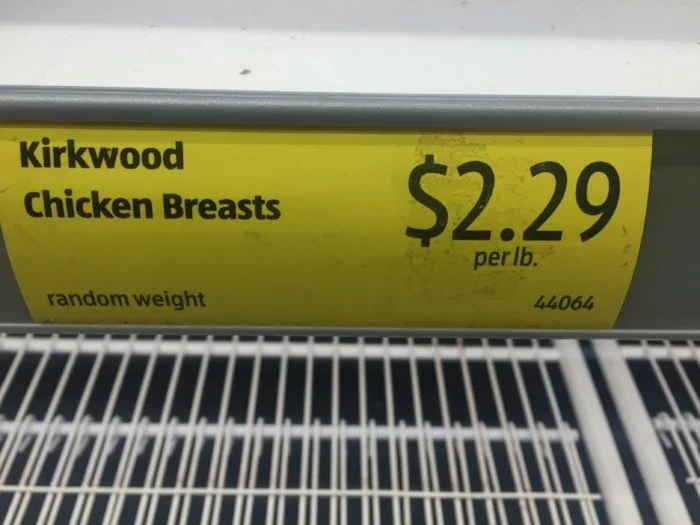 Kirkwood
Chicken Breasts
$2.29
per lb.
random weight
44064